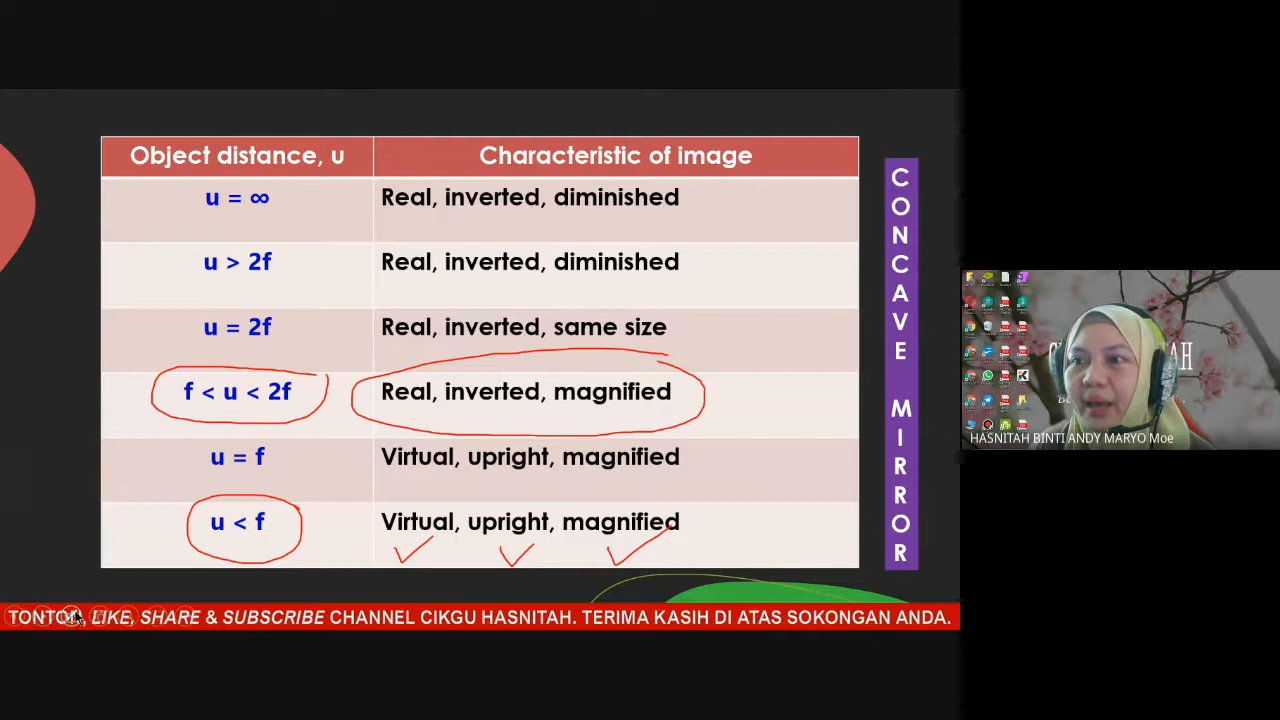 Object distance, u
Characteristic of image
u = ∞
Real, inverted, diminished
u > 2f
Real, inverted, diminished
u = 2f
Real, inverted, same size
f < u < 2f
Real, inverted, magnified
u = f
Virtual, upright, magnified
u < f
Virtual, upright, magnified
CONCAVE MIRROR
HASNITAH BINTI ANDY MARYO Moe
LIKE, SHARE & SUBSCRIBE CHANNEL CIKGU HASNITAH. TERIMA KASIH DI ATAS SOKONGAN ANDA.